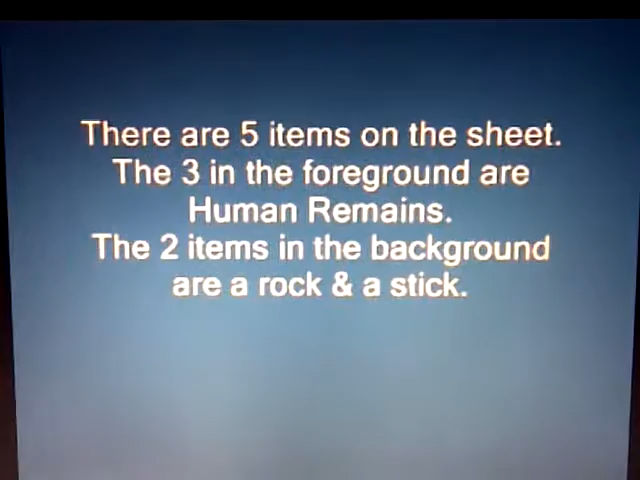 There are 5 items on the sheet.
The 3 in the foreground are
Human Remains.
The 2 items in the background
are a rock & a stick.